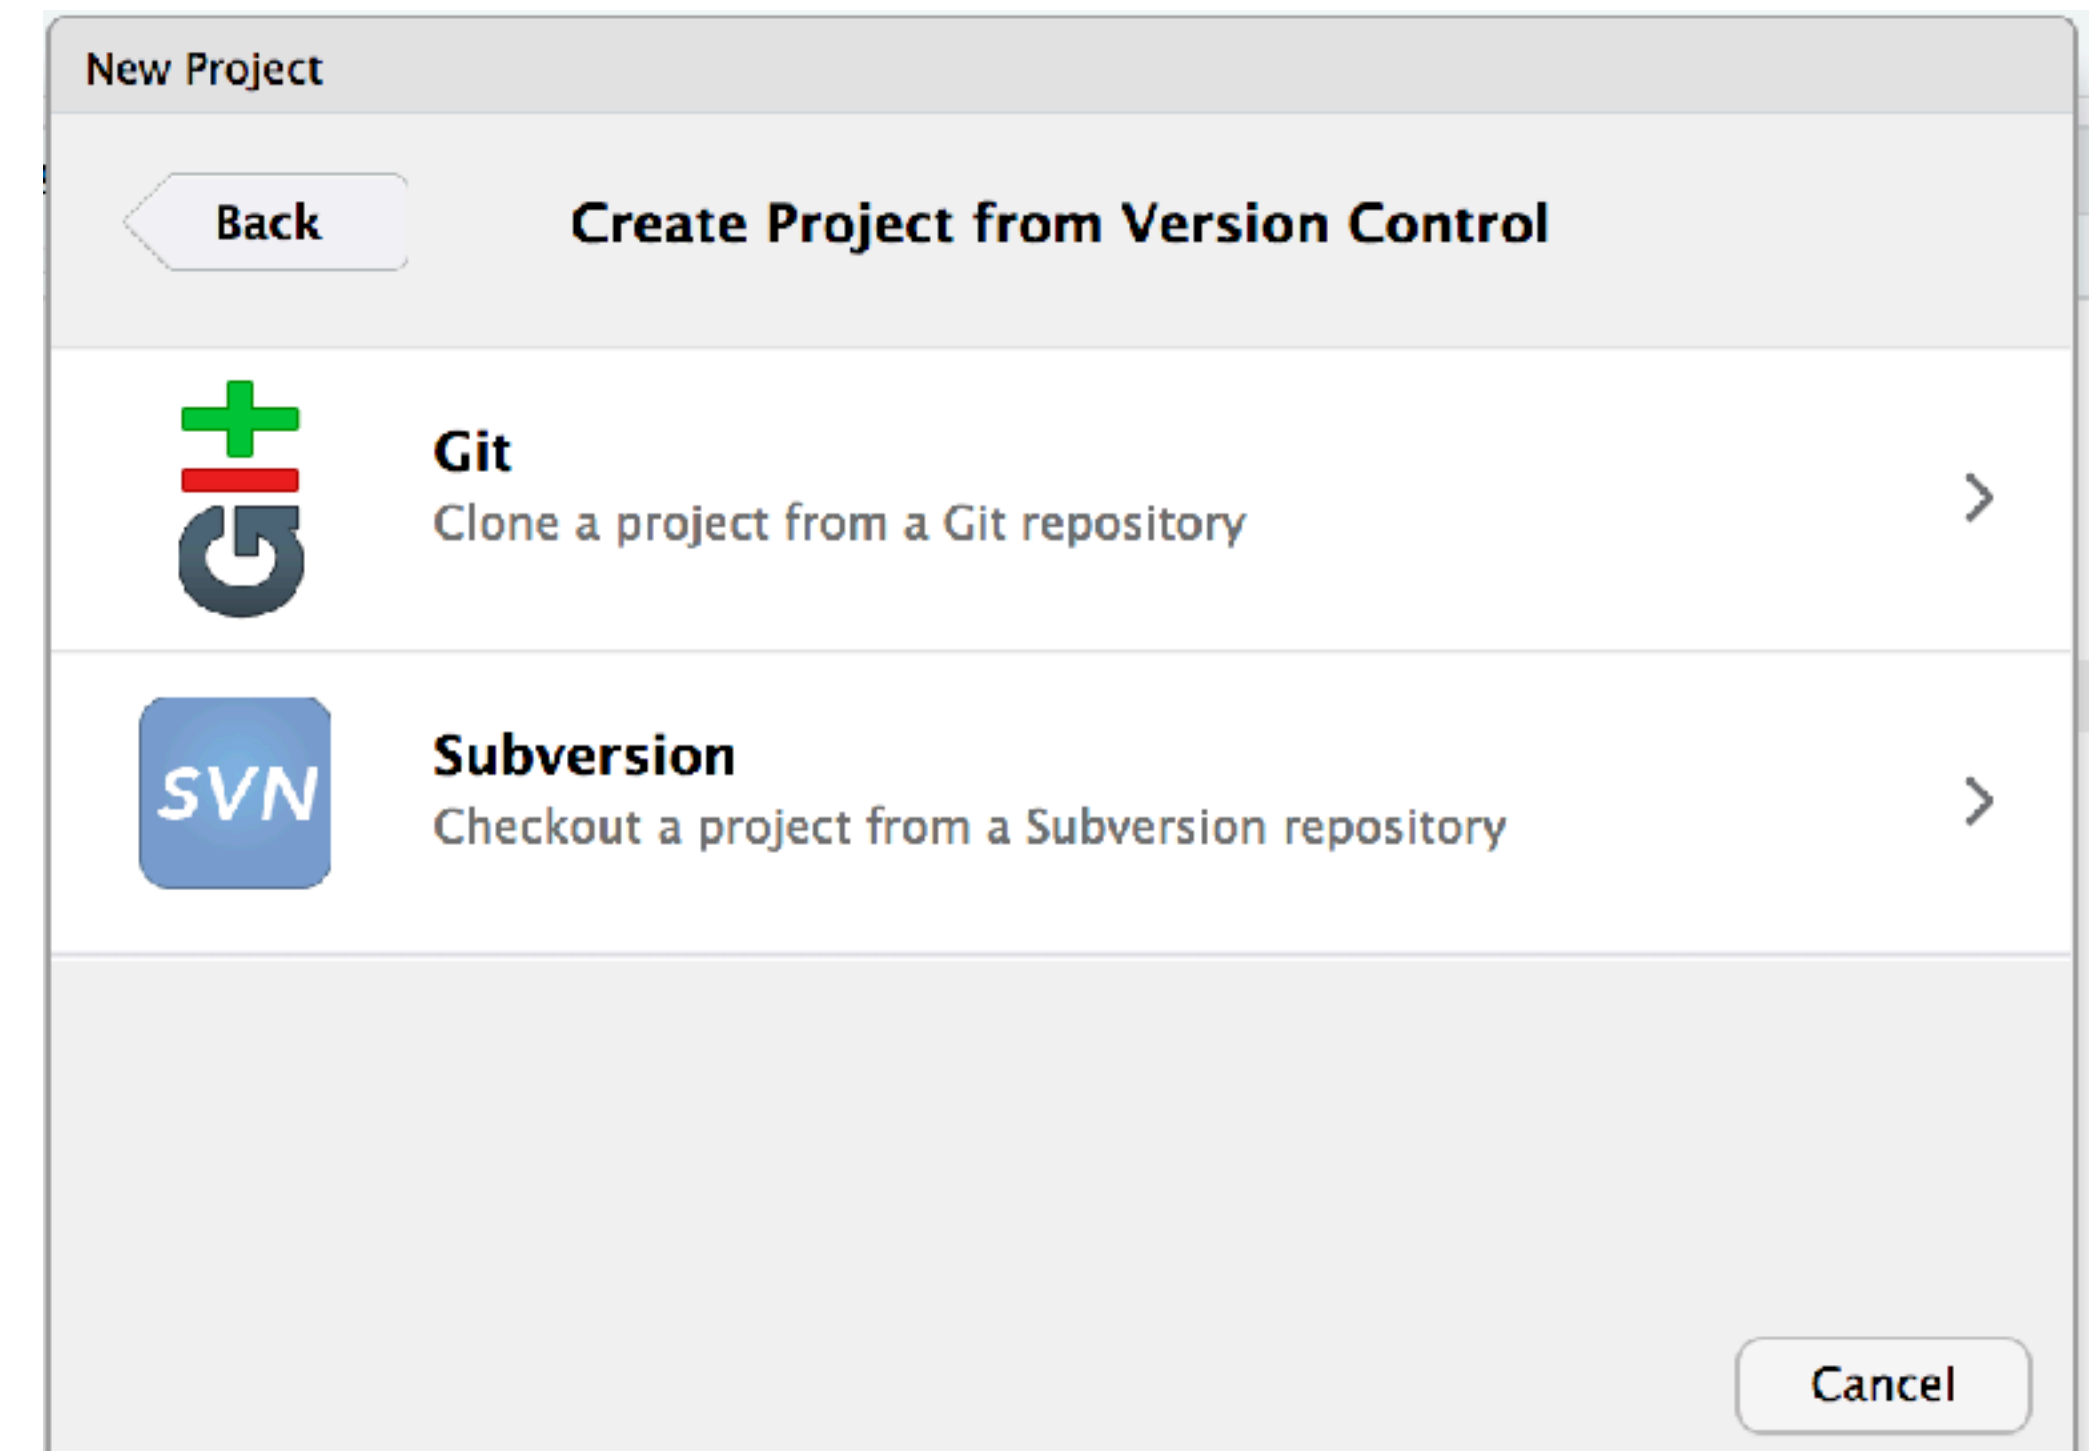 New Project
Back
Create Project from Version Control
Git
Clone a project from a Git repository
SVN
Subversion
Checkout a project from a Subversion repository
Cancel